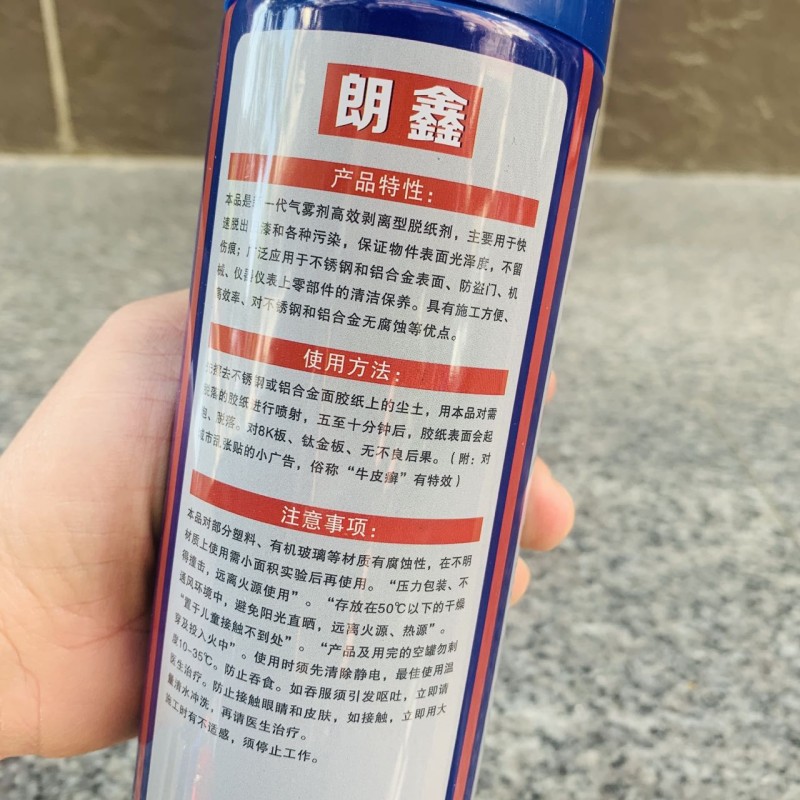 朗鑫
产品特性：
本品是新一代气雾剂高效剥离型脱纸剂，主要用于快
速脱出 漆和各种污染，保证物件表面光泽度，不留
伤痕；广泛应用于不锈钢和铝合金表面、防盗门、机
械、仪器仪表上零部件的清洁保养。具有施工方便、
高效率、对不锈钢和铝合金无腐蚀等优点。
使用方法：
去不锈钢或铝合金面胶纸上的尘土，用本品对需
脱落的胶纸进行喷射，五至十分钟后，胶纸表面会起
泡、脱落。对8K板、钛金板、无不良后果。（附：对
城市乱张贴的小广告，俗称“牛皮癣”有特效）
注意事项：
本品对部分塑料、有机玻璃等材质有腐蚀性，在不明
材质上使用需小面积实验后再使用。“压力包装、不
得撞击，远离火源使用”。“存放在50℃以下的干燥
通风环境中，避免阳光直晒，远离火源、热源”。
“置于儿童接触不到处”。“产品及用完的空罐勿刺
穿及投入火中”。使用时须先清除静电，最佳使用温
度10-35℃。防止吞食。如吞服须引发呕吐，立即请
医生治疗。防止接触眼睛和皮肤，如接触，立即用大
量清水冲洗，再请医生治疗。
施工时有不适感，须停止工作。